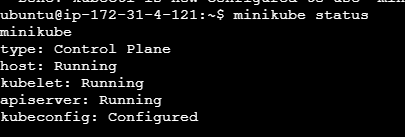 ubuntu@ip-172-31-4-121:~$ minikube status
minikube
type: Control Plane
host: Running
kubelet: Running
apiserver: Running
kubeconfig: Configured